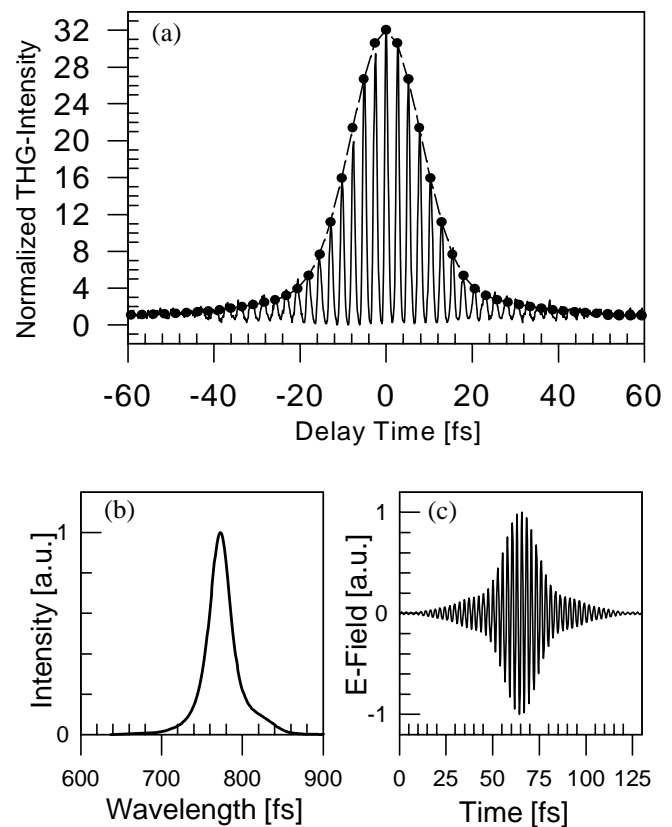 (a)
Normalized THG-Intensity
32
28
24
20
16
12
8
4
0
-60 -40 -20 0 20 40 60
Delay Time [fs]
(b)
Intensity [a.u.]
1
0
600 700 800 900
Wavelength [fs]
(c)
E-Field [a.u.]
1
0
-1
0 25 50 75 100 125
Time [fs]